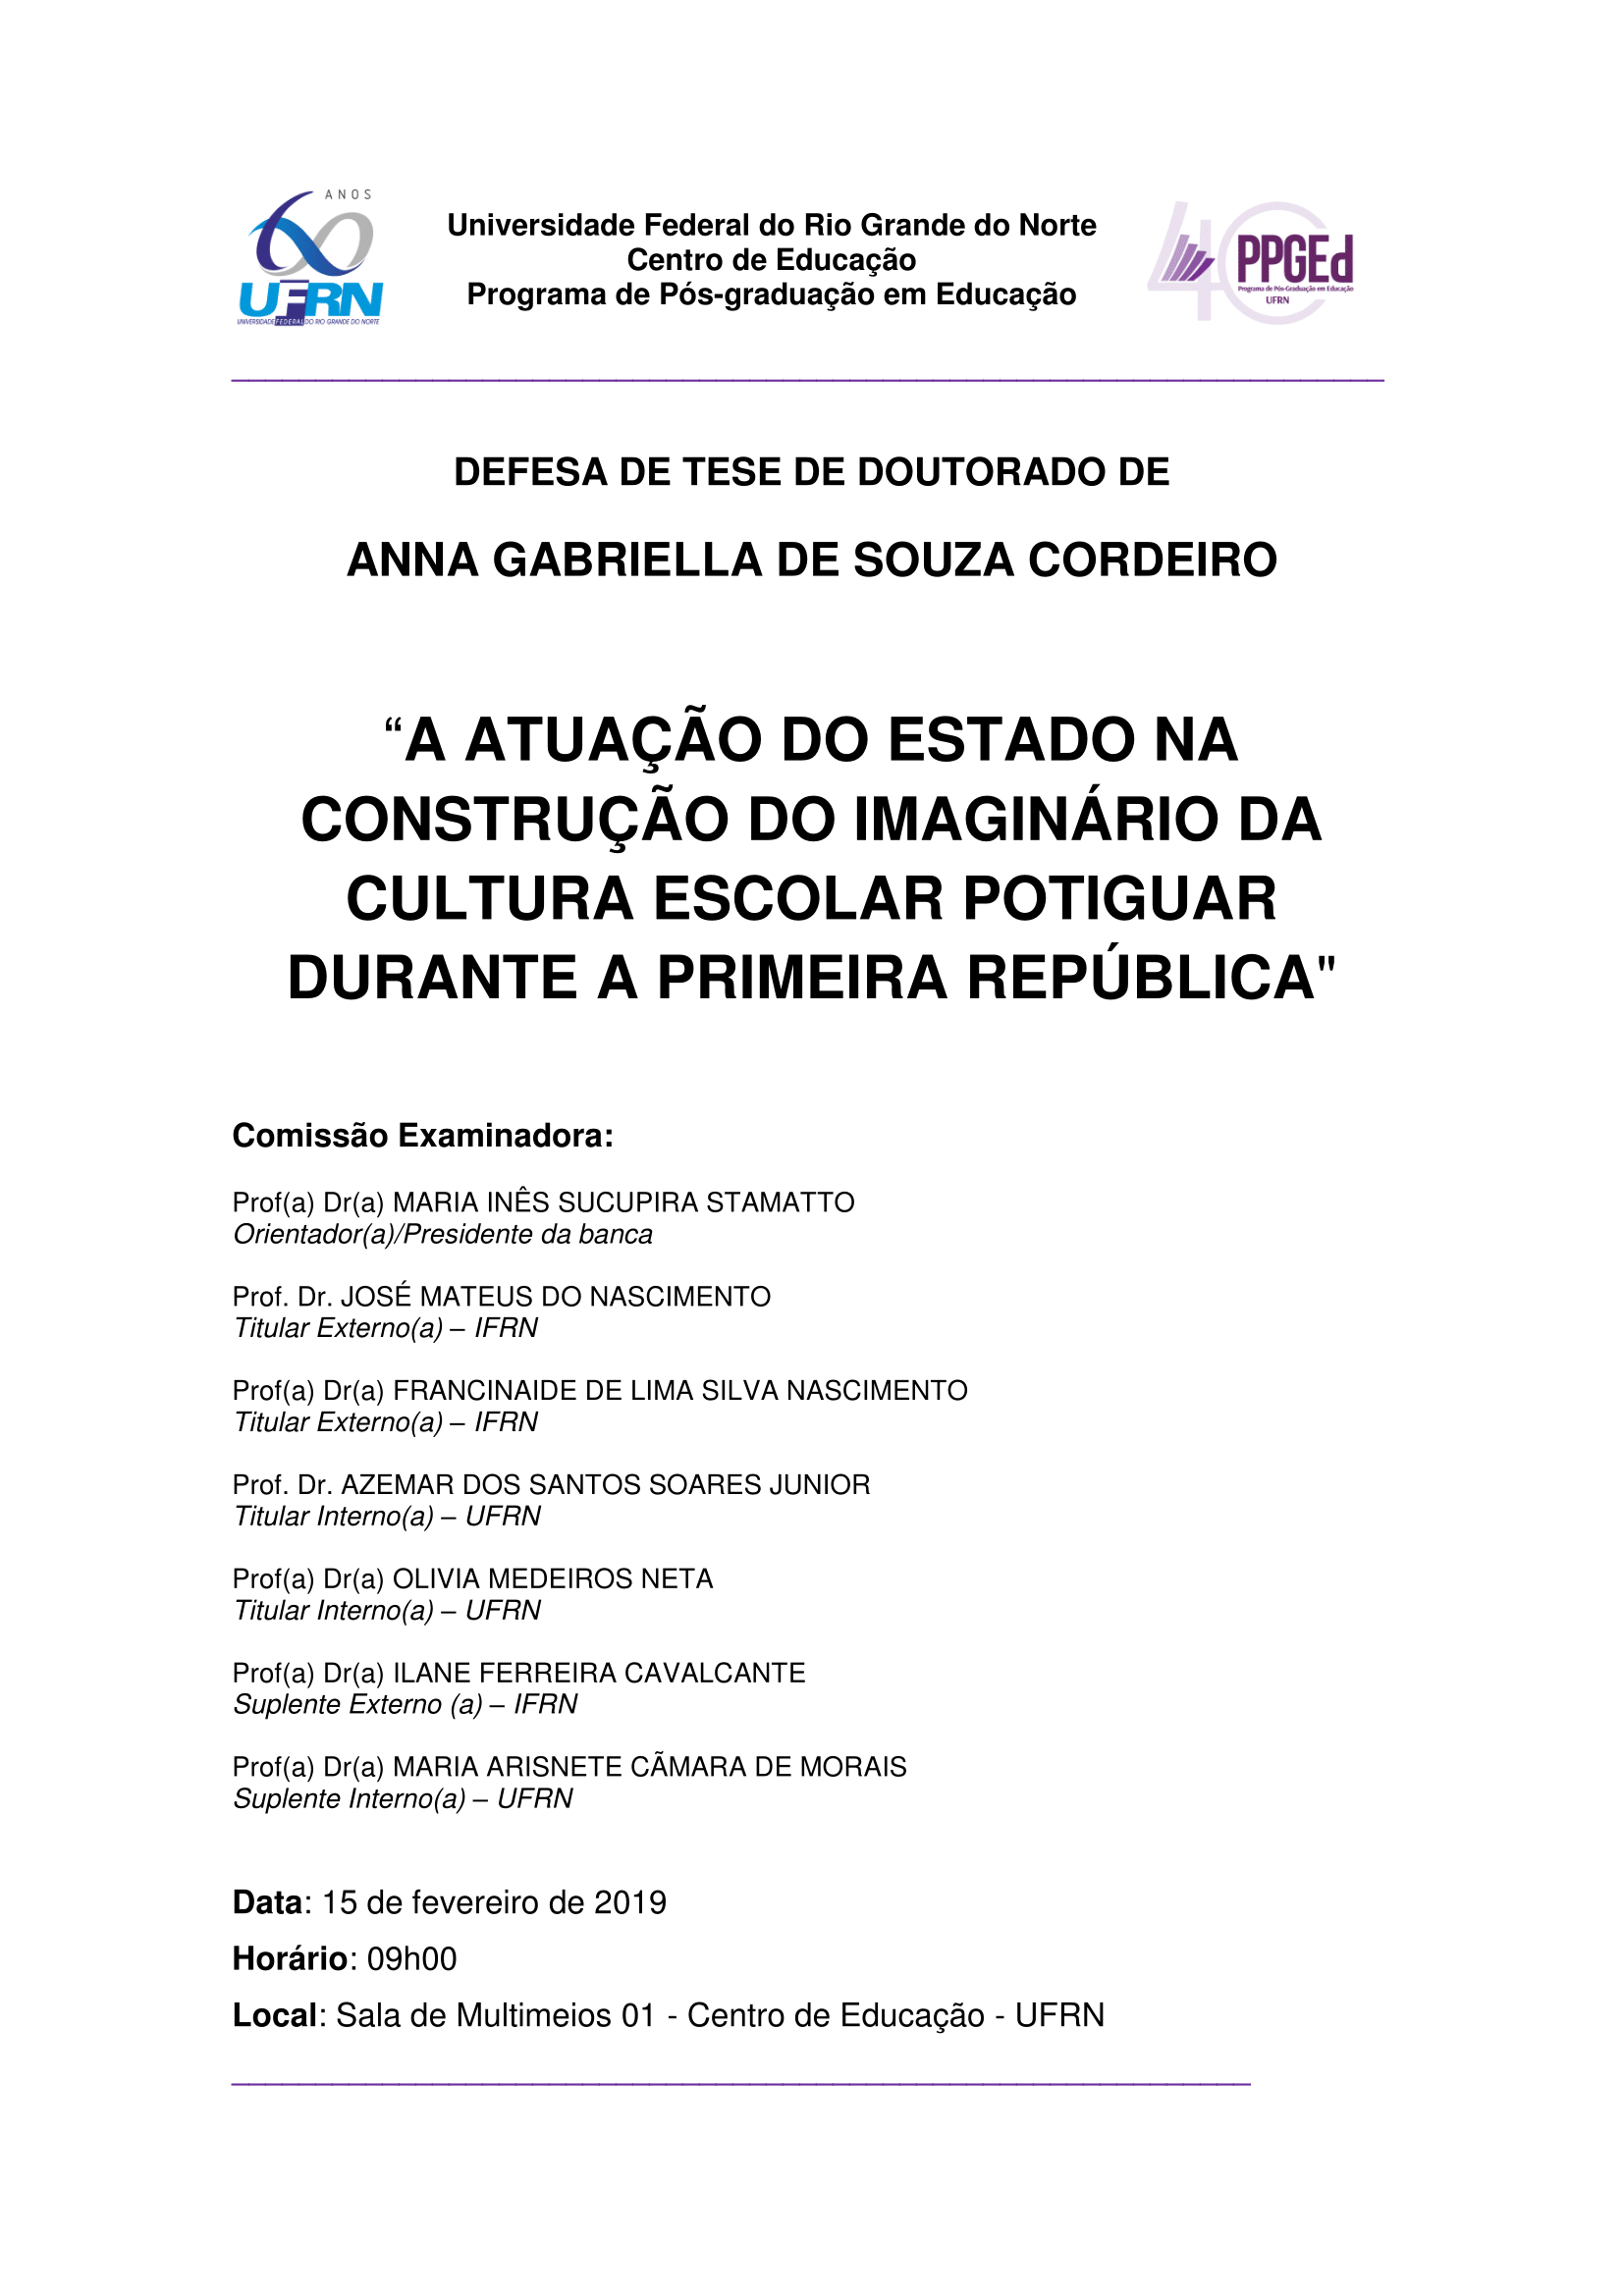 ANOS
UFRN
UNIVERSIDADE FEDERAL DO RIO GRANDE DO NORTE
Universidade Federal do Rio Grande do Norte
Centro de Educação
Programa de Pós-graduação em Educação
40
PPGEd
Programa de Pós-Graduação em Educação
UFRN
DEFESA DE TESE DE DOUTORADO DE
ANNA GABRIELLA DE SOUZA CORDEIRO
“A ATUAÇÃO DO ESTADO NA
CONSTRUÇÃO DO IMAGINÁRIO DA
CULTURA ESCOLAR POTIGUAR
DURANTE A PRIMEIRA REPÚBLICA"
Comissão Examinadora:
Prof(a) Dr(a) MARIA INÊS SUCUPIRA STAMATTO
Orientador(a)/Presidente da banca
Prof. Dr. JOSÉ MATEUS DO NASCIMENTO
Titular Externo(a) – IFRN
Prof(a) Dr(a) FRANCINAIDE DE LIMA SILVA NASCIMENTO
Titular Externo(a) – IFRN
Prof. Dr. AZEMAR DOS SANTOS SOARES JUNIOR
Titular Interno(a) – UFRN
Prof(a) Dr(a) OLIVIA MEDEIROS NETA
Titular Interno(a) – UFRN
Prof(a) Dr(a) ILANE FERREIRA CAVALCANTE
Suplente Externo (a) – IFRN
Prof(a) Dr(a) MARIA ARISNETE CÃMARA DE MORAIS
Suplente Interno(a) – UFRN
Data: 15 de fevereiro de 2019
Horário: 09h00
Local: Sala de Multimeios 01 - Centro de Educação - UFRN